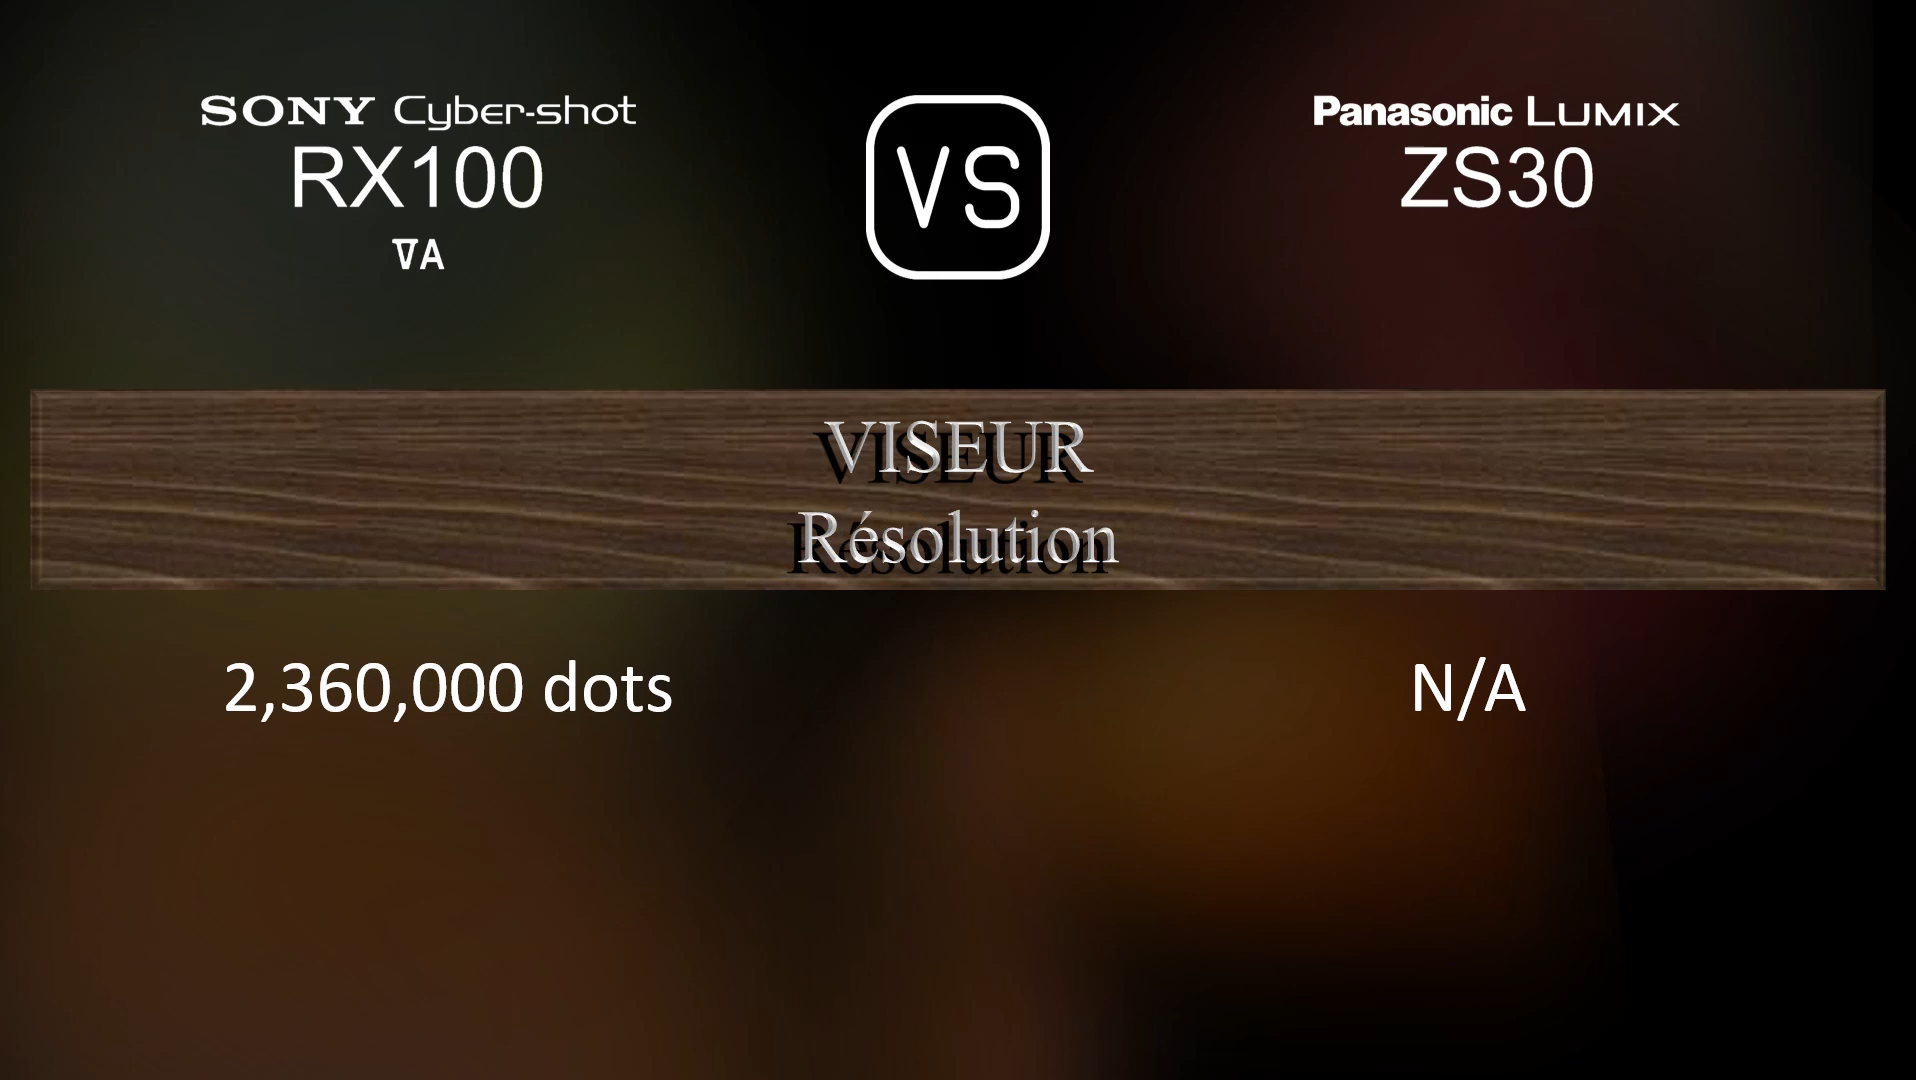 SONY Cyber-shot
RX100
VA
VS
Panasonic LUMIX
ZS30
VISEUR
Résolution
2,360,000 dots
N/A